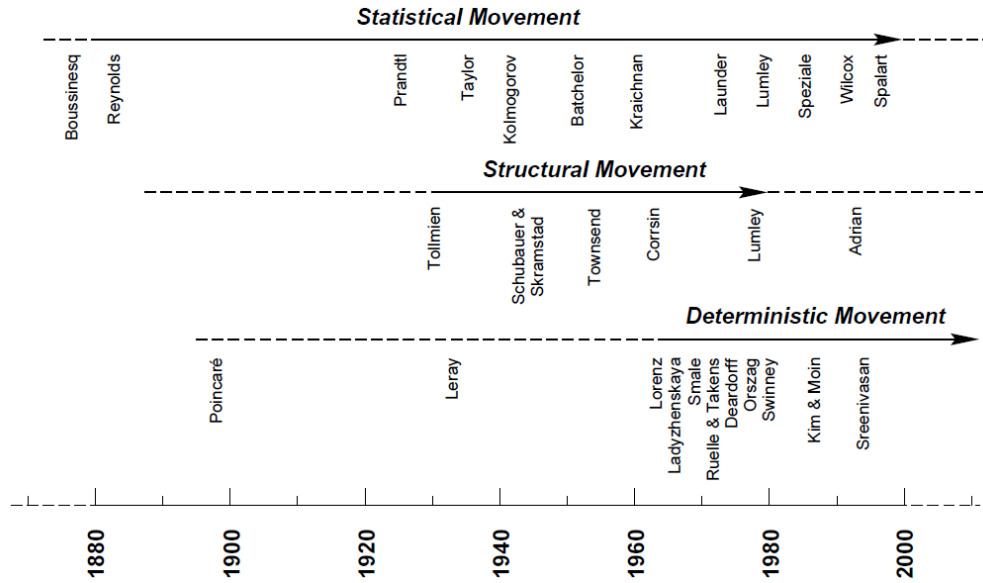 Statistical Movement
Boussinesq
Reynolds
Prandtl
Taylor
Kolmogorov
Batchelor
Kraichnan
Launder
Lumley
Speziale
Wilcox
Spalart
Structural Movement
Tollmien
Schubauer &
Skramstad
Townsend
Corrsin
Lumley
Adrian
Deterministic Movement
Poincaré
Leray
Lorenz
Ladyzhenskaya
Smale
Ruelle & Takens
Deardorff
Orszag
Swinney
Kim & Moin
Sreenivasan
1880
1900
1920
1940
1960
1980
2000